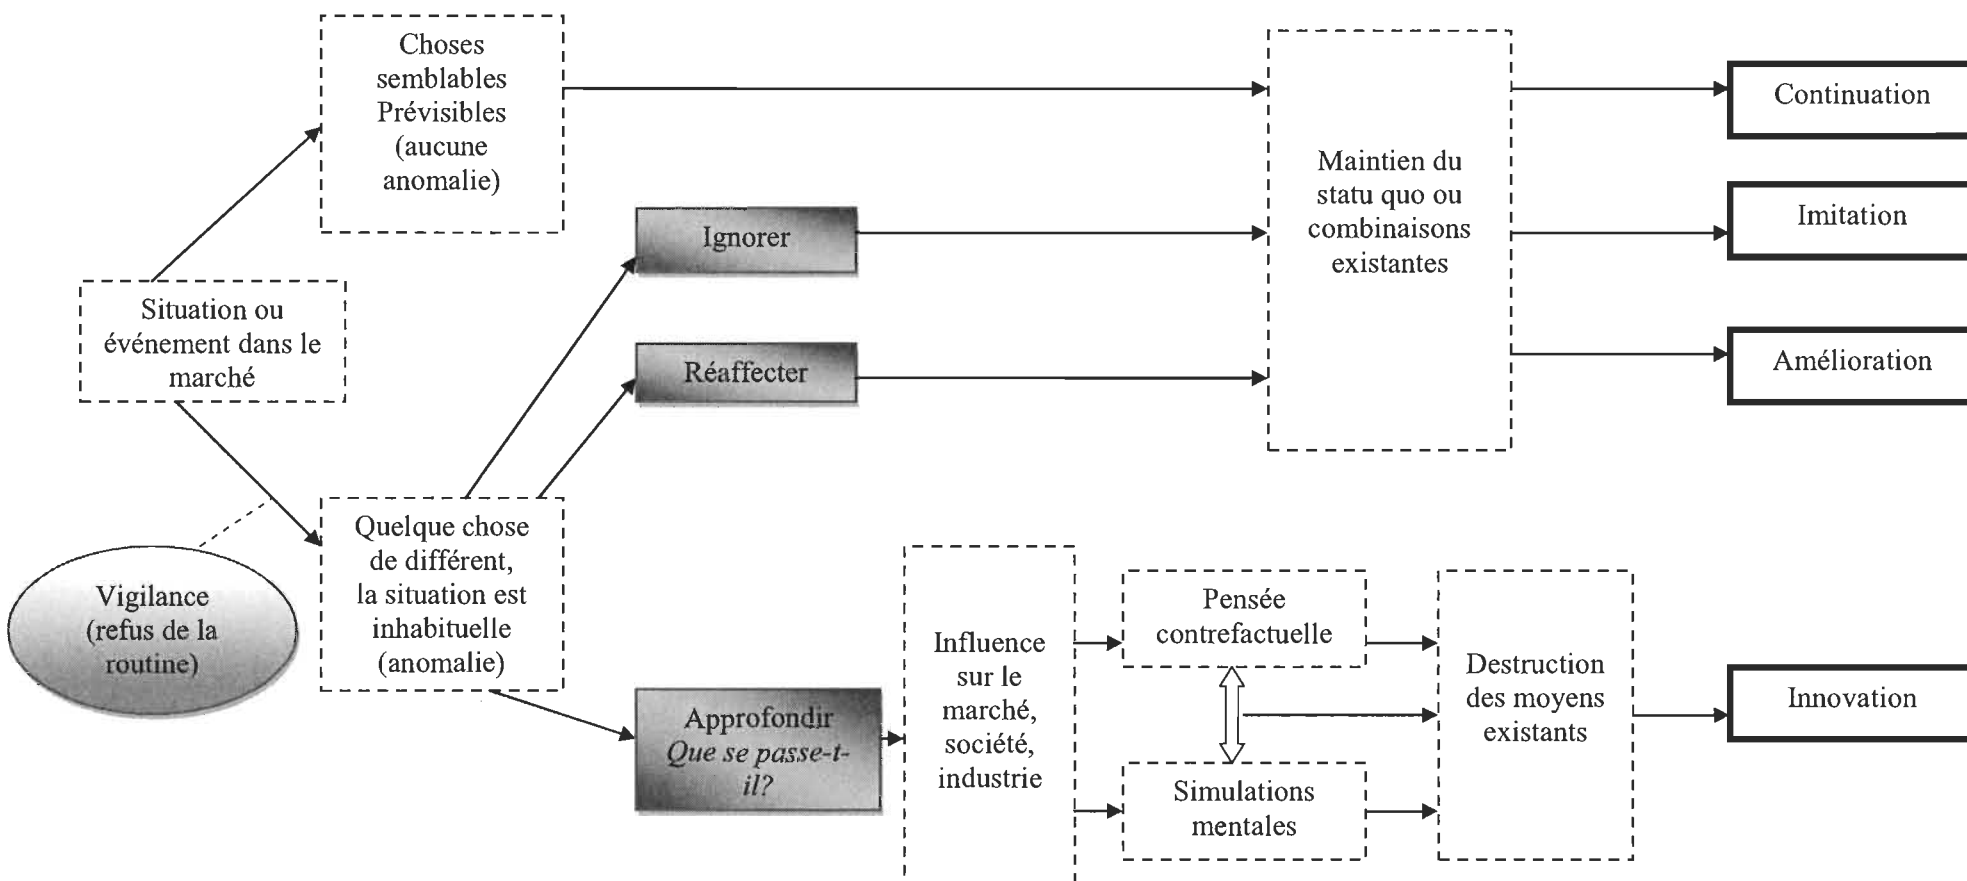 Choses
semblables
Prévisibles
(aucune
anomalie)
Continuation
Maintien du
statu quo ou
combinaisons
existantes
Imitation
Ignorer
Situation ou
événement dans le
marché
Réaffecter
Amélioration
Quelque chose
de différent,
la situation est
inhabituelle
(anomalie)
Vigilance
(refus de la
routine)
Approfondir
Que se passe-t-
il?
Influence
sur le
marché,
société,
industrie
Pensée
contrefactuelle
Simulations
mentales
Destruction
des moyens
existants
Innovation